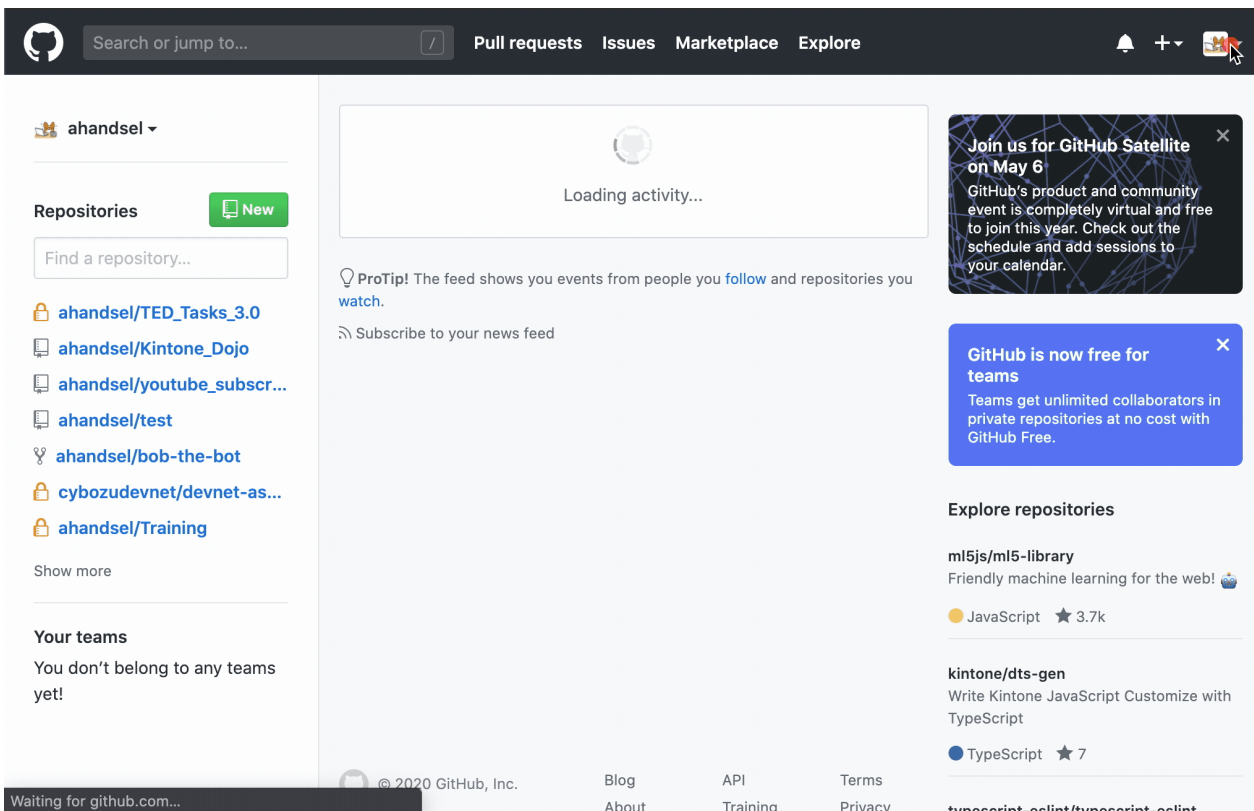 Search or jump to...
/
Pull requests
Issues
Marketplace
Explore
ahandsel
Repositories
New
Find a repository...
ahandsel/TED_Tasks_3.0
ahandsel/Kintone_Dojo
ahandsel/youtube_subscr...
ahandsel/test
ahandsel/bob-the-bot
cybozudevnet/devnet-as...
ahandsel/Training
Show more
Your teams
You don't belong to any teams
yet!
Waiting for github.com...
Loading activity...
ProTip! The feed shows you events from people you follow and repositories you
watch.
Subscribe to your news feed
© 2020 GitHub, Inc.
Blog
About
API
Training
Terms
Privacy
Join us for GitHub Satellite
on May 6
GitHub's product and community
event is completely virtual and free
to join this year. Check out the
schedule and add sessions to
your calendar.
GitHub is now free for
teams
Teams get unlimited collaborators in
private repositories at no cost with
GitHub Free.
Explore repositories
ml5js/ml5-library
Friendly machine learning for the web! 🤖
JavaScript 3.7k
kintone/dts-gen
Write Kintone JavaScript Customize with
TypeScript
TypeScript 7
typescript-eslint/typescript-eslint